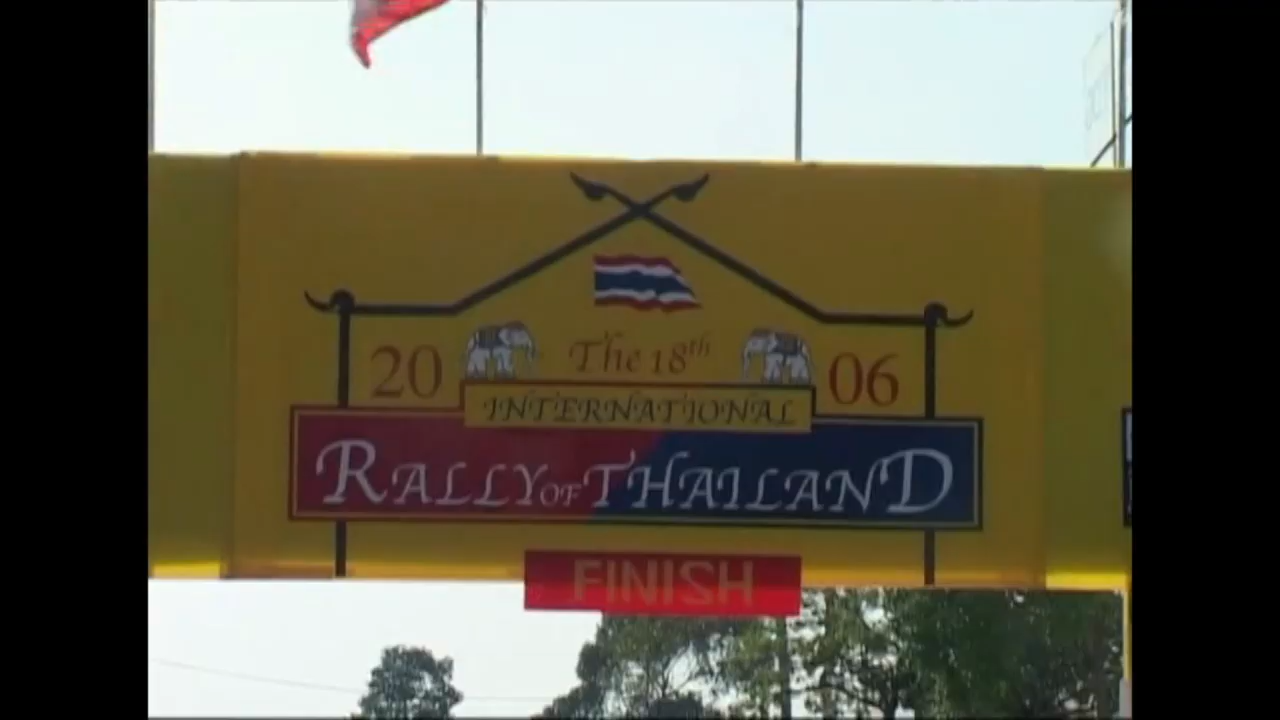 The 18th
20 06
INTERNATIONAL
RALLY OF THAILAND
FINISH